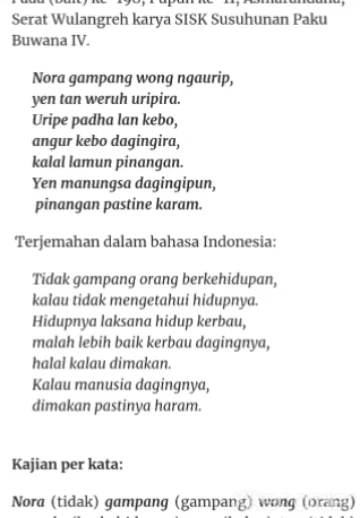 Serat Wulangreh karya SISK Susuhunan Paku
Buwana IV.
Nora gampang wong ngaurip,
yen tan weruh uripira.
Uripe padha lan kebo,
angur kebo dagingira,
kalal lamun pinangan.
Yen manungsa dagingipun,
pinangan pastine karam.
Terjemahan dalam bahasa Indonesia:
Tidak gampang orang berkehidupan,
kalau tidak mengetahui hidupnya.
Hidupnya laksana hidup kerbau,
malah lebih baik kerbau dagingnya,
halal kalau dimakan.
Kalau manusia dagingnya,
dimakan pastinya haram.
Kajian per kata:
Nora (tidak) gampang (gampang) wong (orang)